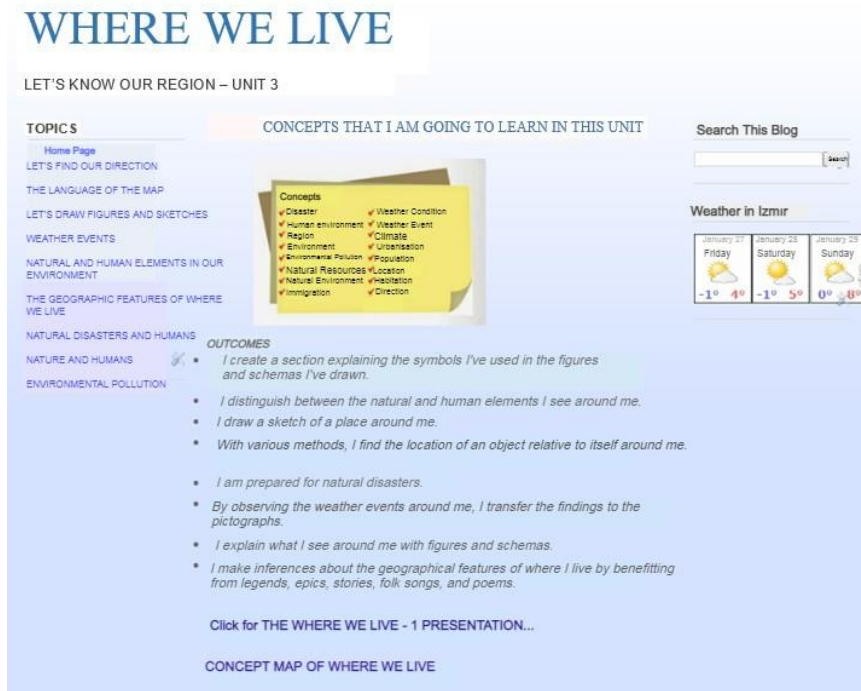 WHERE WE LIVE
LET'S KNOW OUR REGION – UNIT 3
TOPICS
Home Page
LET'S FIND OUR DIRECTION
THE LANGUAGE OF THE MAP
LET'S DRAW FIGURES AND SKETCHES
WEATHER EVENTS
NATURAL AND HUMAN ELEMENTS IN OUR
ENVIRONMENT
THE GEOGRAPHIC FEATURES OF WHERE
WE LIVE
NATURAL DISASTERS AND HUMANS
NATURE AND HUMANS
ENVIRONMENTAL POLLUTION
CONCEPTS THAT I AM GOING TO LEARN IN THIS UNIT
Concepts
Disaster
Human environment
Region
Environment
Environmental Pollution
Natural Resources
Natural Environment
Immigration
Weather Condition
Weather Event
Climate
Urbanisation
Population
Location
Habitation
Direction
OUTCOMES
• I create a section explaining the symbols I've used in the figures
and schemas I've drawn.
• I distinguish between the natural and human elements I see around me.
• I draw a sketch of a place around me.
• With various methods, I find the location of an object relative to itself around me.
• I am prepared for natural disasters.
• By observing the weather events around me, I transfer the findings to the
pictographs.
• I explain what I see around me with figures and schemas.
• I make inferences about the geographical features of where I live by benefitting
from legends, epics, stories, folk songs, and poems.
Click for THE WHERE WE LIVE - 1 PRESENTATION...
CONCEPT MAP OF WHERE WE LIVE
Search This Blog
Search
Weather in Izmır
January 27 January 28 January 29
Friday Saturday Sunday
-1° 4° -1° 5° 0° 8°